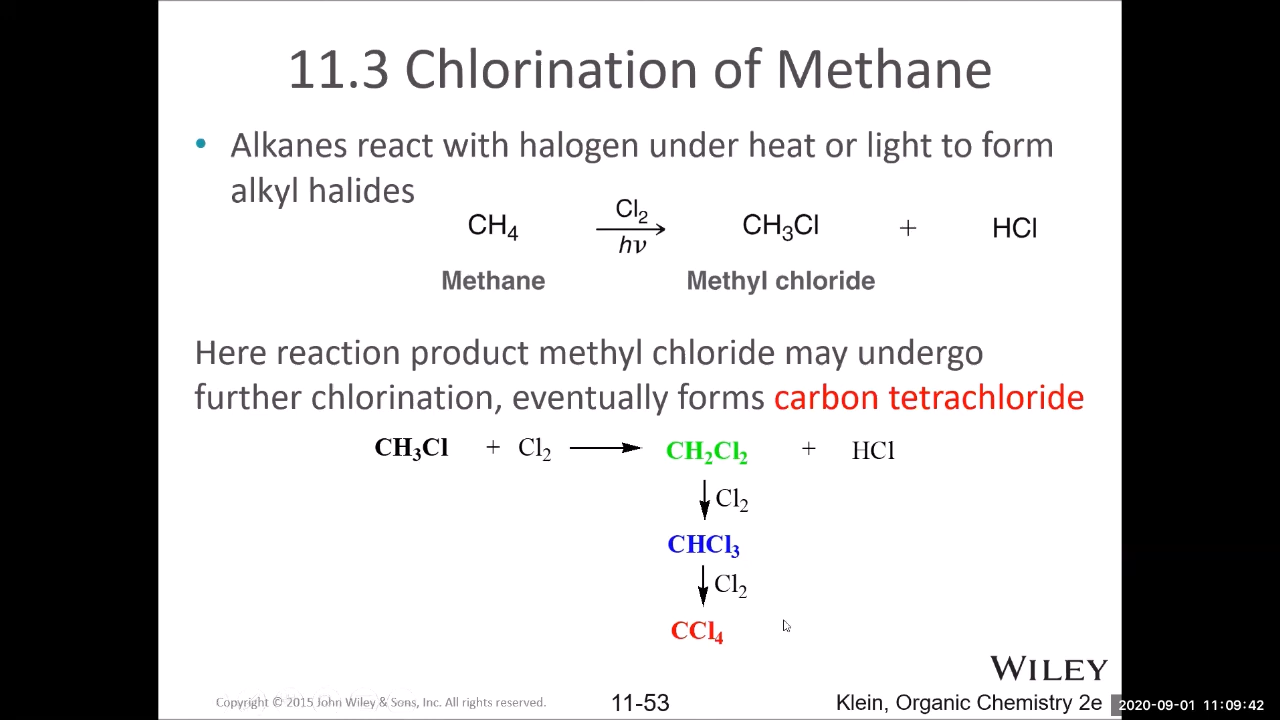 11.3 Chlorination of Methane
• Alkanes react with halogen under heat or light to form
alkyl halides
CH₄ Cl₂ CH₃Cl + HCl
hν
Methane Methyl chloride
Here reaction product methyl chloride may undergo
further chlorination, eventually forms carbon tetrachloride
CH₃Cl + Cl₂ ⟶ CH₂Cl₂ + HCl
↓ Cl₂
CHCl₃
↓ Cl₂
CCl₄
WILEY
Copyright © 2015 John Wiley & Sons, Inc. All rights reserved. 11-53 Klein, Organic Chemistry 2e
2020-09-01 11:09:42